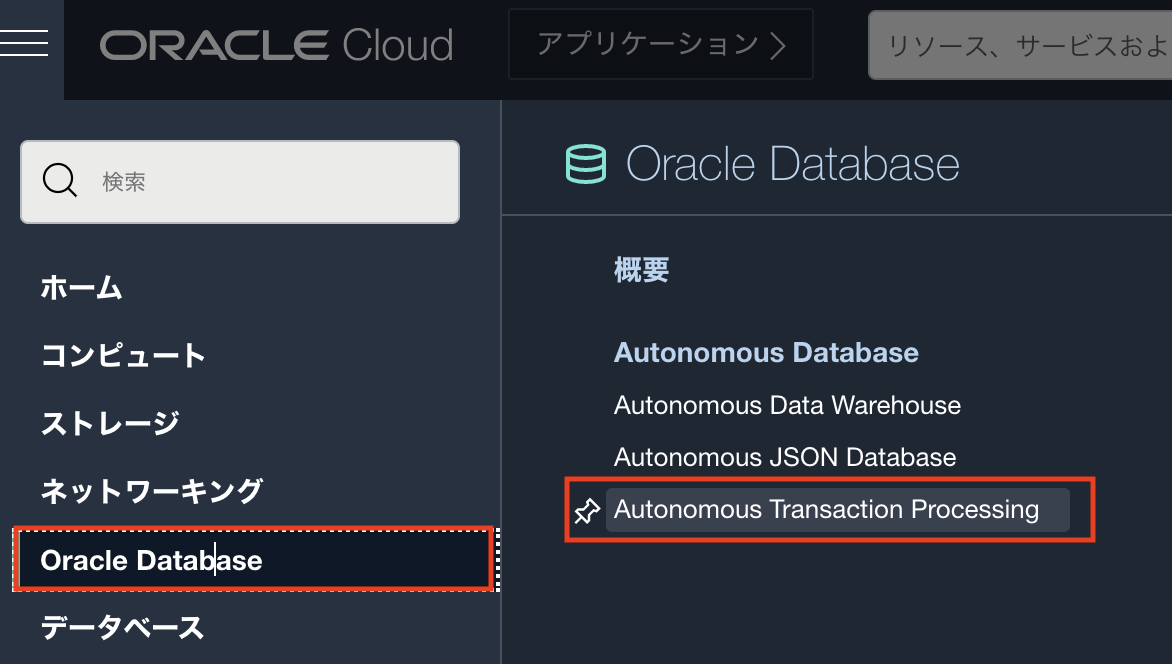 ORACLE Cloud
アプリケーション
リソース、サービスおよ
検索
ホーム
コンピュート
ストレージ
ネットワーキング
Oracle Database
データベース
Oracle Database
概要
Autonomous Database
Autonomous Data Warehouse
Autonomous JSON Database
Autonomous Transaction Processing